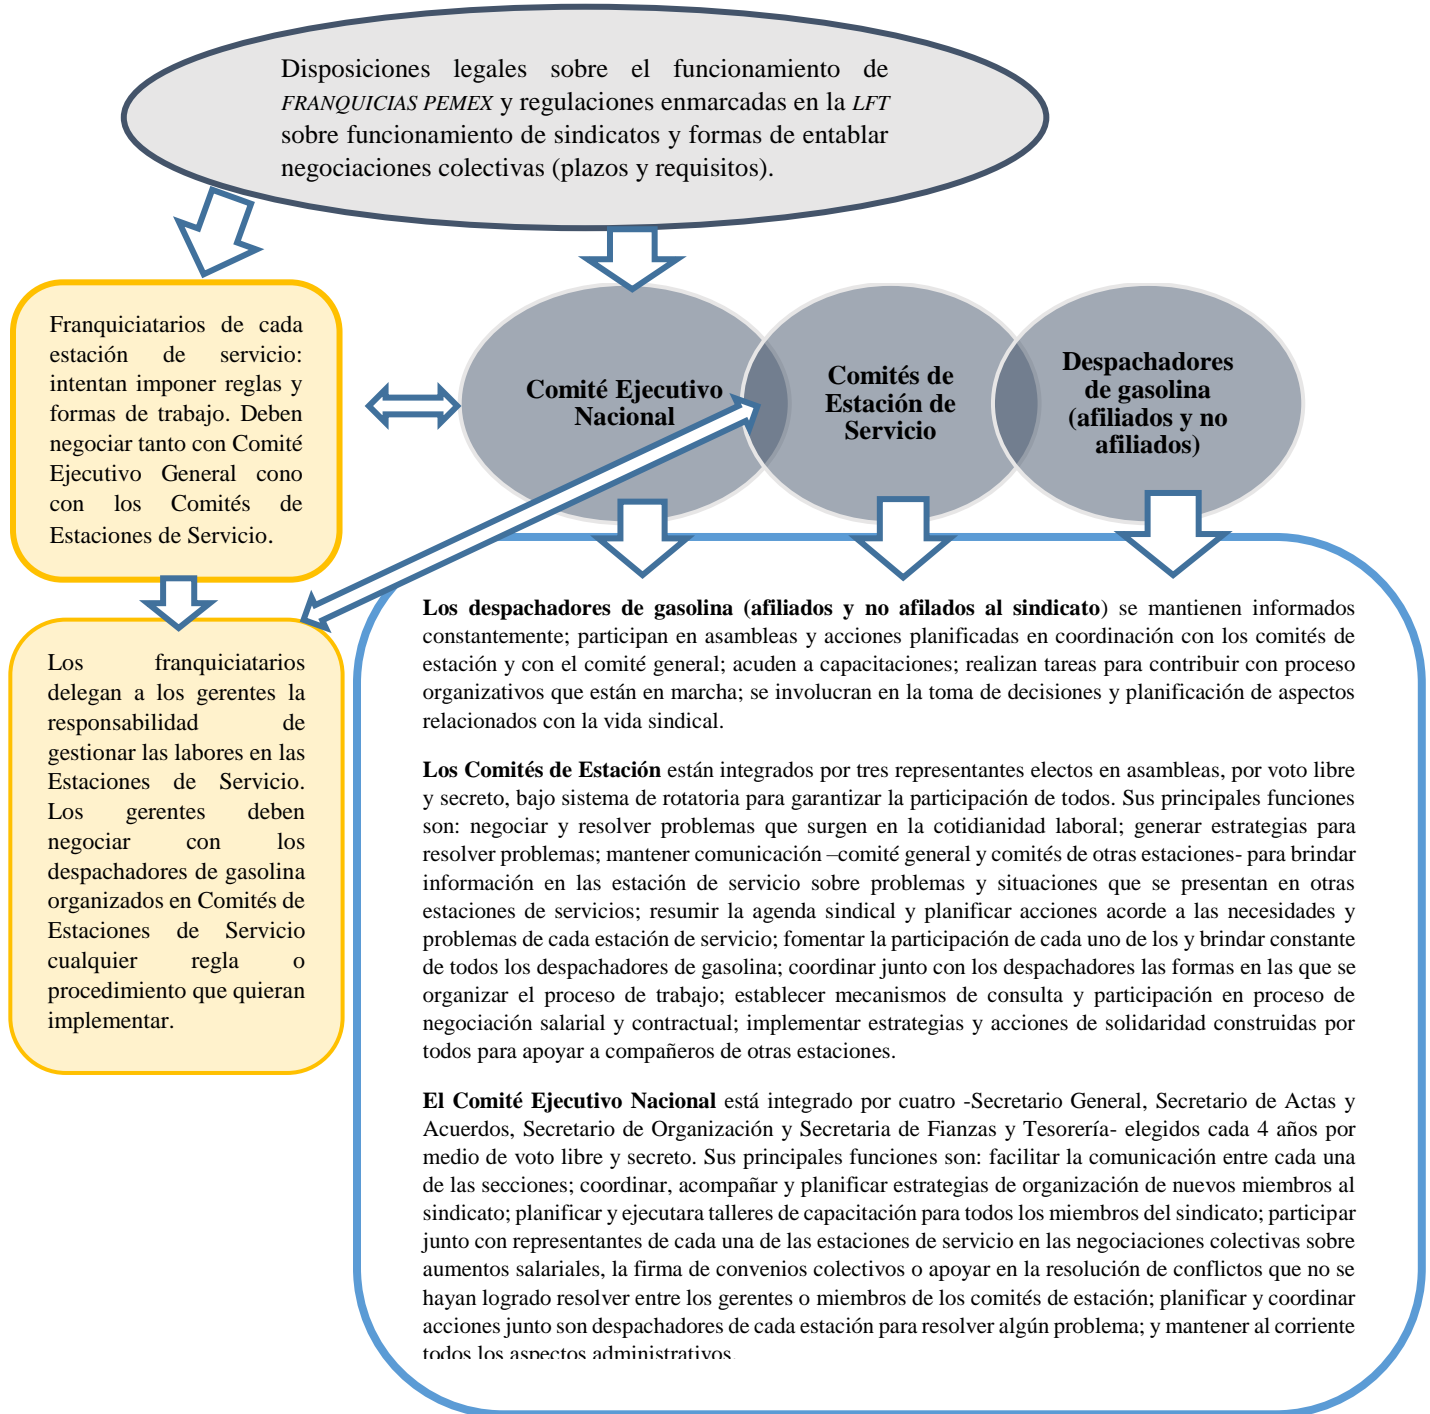 Disposiciones legales sobre el funcionamiento de
FRANQUICIAS PEMEX y regulaciones enmarcadas en la LFT
sobre funcionamiento de sindicatos y formas de entablar
negociaciones colectivas (plazos y requisitos).
Franquiciatarios de cada
estación de servicio:
intentan imponer reglas y
formas de trabajo. Deben
negociar tanto con Comité
Ejecutivo General cono
con los Comités de
Estaciones de Servicio.
Comité Ejecutivo
Nacional
Comités de
Estación de
Servicio
Despachadores
de gasolina
(afiliados y no
afiliados)
Los franquiciatarios
delegan a los gerentes la
responsabilidad de
gestionar las labores en las
Estaciones de Servicio.
Los gerentes deben
negociar con los
despachadores de gasolina
organizados en Comités de
Estaciones de Servicio
cualquier regla o
procedimiento que quieran
implementar.
Los despachadores de gasolina (afiliados y no afilados al sindicato) se mantienen informados
constantemente; participan en asambleas y acciones planificadas en coordinación con los comités de
estación y con el comité general; acuden a capacitaciones; realizan tareas para contribuir con proceso
organizativos que están en marcha; se involucran en la toma de decisiones y planificación de aspectos
relacionados con la vida sindical.
Los Comités de Estación están integrados por tres representantes electos en asambleas, por voto libre
y secreto, bajo sistema de rotatoria para garantizar la participación de todos. Sus principales funciones
son: negociar y resolver problemas que surgen en la cotidianidad laboral; generar estrategias para
resolver problemas; mantener comunicación –comité general y comités de otras estaciones- para brindar
información en las estación de servicio sobre problemas y situaciones que se presentan en otras
estaciones de servicios; resumir la agenda sindical y planificar acciones acorde a las necesidades y
problemas de cada estación de servicio; fomentar la participación de cada uno de los y brindar constante
de todos los despachadores de gasolina; coordinar junto con los despachadores las formas en las que se
organizar el proceso de trabajo; establecer mecanismos de consulta y participación en proceso de
negociación salarial y contractual; implementar estrategias y acciones de solidaridad construidas por
todos para apoyar a compañeros de otras estaciones.
El Comité Ejecutivo Nacional está integrado por cuatro -Secretario General, Secretario de Actas y
Acuerdos, Secretario de Organización y Secretaria de Fianzas y Tesorería- elegidos cada 4 años por
medio de voto libre y secreto. Sus principales funciones son: facilitar la comunicación entre cada una
de las secciones; coordinar, acompañar y planificar estrategias de organización de nuevos miembros al
sindicato; planificar y ejecutara talleres de capacitación para todos los miembros del sindicato; participar
junto con representantes de cada una de las estaciones de servicio en las negociaciones colectivas sobre
aumentos salariales, la firma de convenios colectivos o apoyar en la resolución de conflictos que no se
hayan logrado resolver entre los gerentes o miembros de los comités de estación; planificar y coordinar
acciones junto son despachadores de cada estación para resolver algún problema; y mantener al corriente
todos los aspectos administrativos.